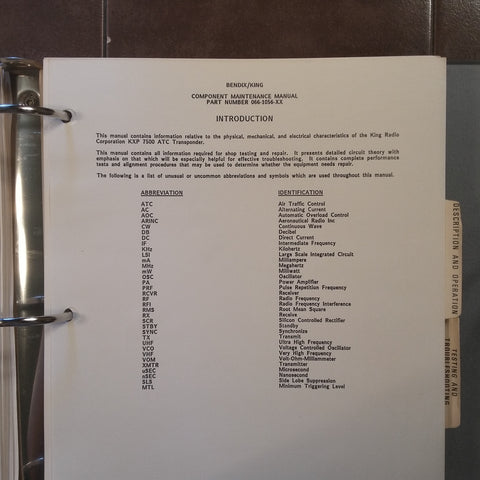 BENDIX/KING
COMPONENT MAINTENANCE MANUAL
PART NUMBER 066-1056-XX
INTRODUCTION
This manual contains information relative to the physical, mechanical, and electrical characteristics of the King Radio
Corporation KXP 7500 ATC Transponder.
This manual contains all information required for shop testing and repair. It presents detailed circuit theory with
emphasis on that which will be especially helpful for effective troubleshooting. It contains complete performance
tests and alignment procedures that may be used to determine whether the equipment needs repair.
The following is a list of unusual or uncommon abbreviations and symbols which are used throughout this manual.
ABBREVIATION IDENTIFICATION
ATC Air Traffic Control
AC Alternating Current
AOC Automatic Overload Control
ARINC Aeronautical Radio Inc
CW Continuous Wave
DB Decibel
DC Direct Current
IF Intermediate Frequency
KHz Kilohertz
LSI Large Scale Integrated Circuit
mA Milliampere
MHz Megahertz
mW Milliwatt
OSC Oscillator
PA Power Amplifier
PRF Pulse Repetition Frequency
RCVR Receiver
RF Radio Frequency
RFI Radio Frequency Interference
RMS Root Mean Square
RX Receive
SCR Silicon Controlled Rectifier
STBY Standby
SYNC Synchronize
TX Transmit
UHF Ultra High Frequency
VCO Voltage Controlled Oscillator
VHF Very High Frequency
VOM Volt-Ohm-Milliammeter
XMTR Transmitter
uSEC Microsecond
nSEC Nanosecond
SLS Side Lobe Suppression
MTL Minimum Triggering Level
DESCRIPTION AND OPERATION
TESTING AND
TROUBLESHOOTING